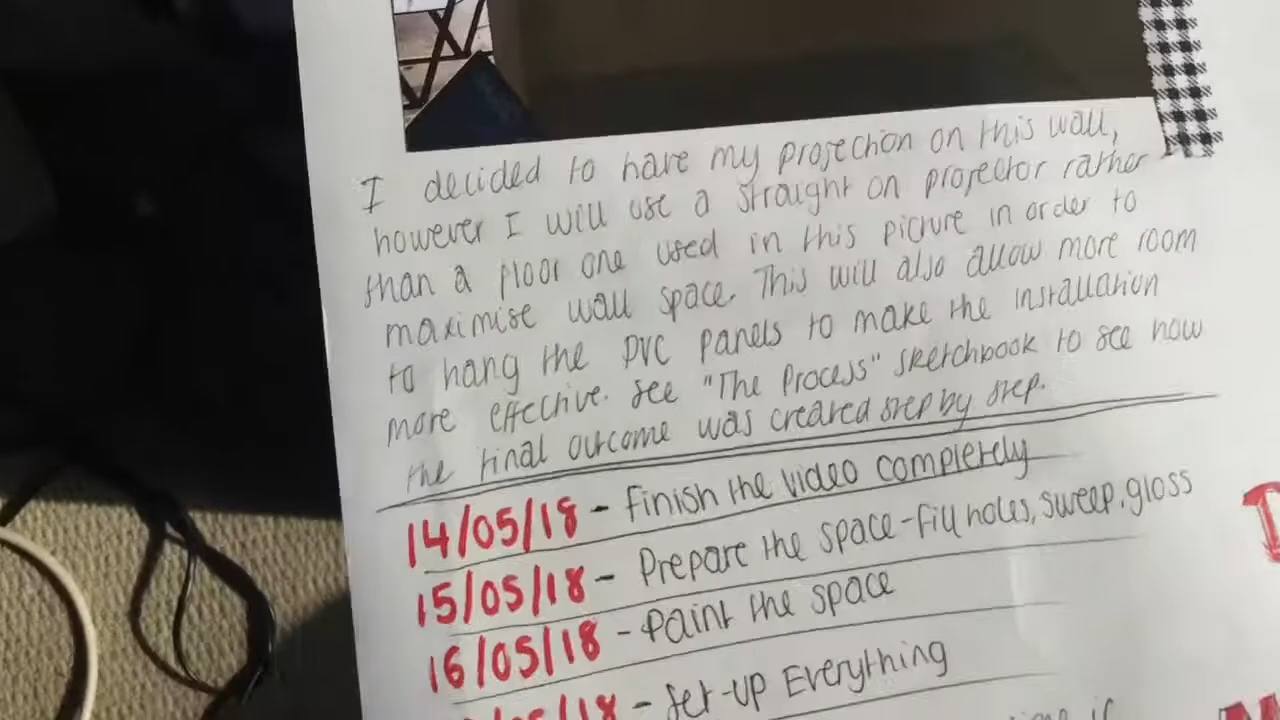 I decided to have my projection on this wall,
however I will use a straight on projector rather
than a floor one used in this picture in order to
maximise wall space. This will also allow more room
to hang the PVC panels to make the installation
more effective. See "The Process" sketchbook to see how
the final outcome was created step by step.
14/05/18 - Finish the video completely
15/05/18 - Prepare the space - fill holes, sweep, gloss
16/05/18 - Paint the space
/18 - Set-up Everything
if